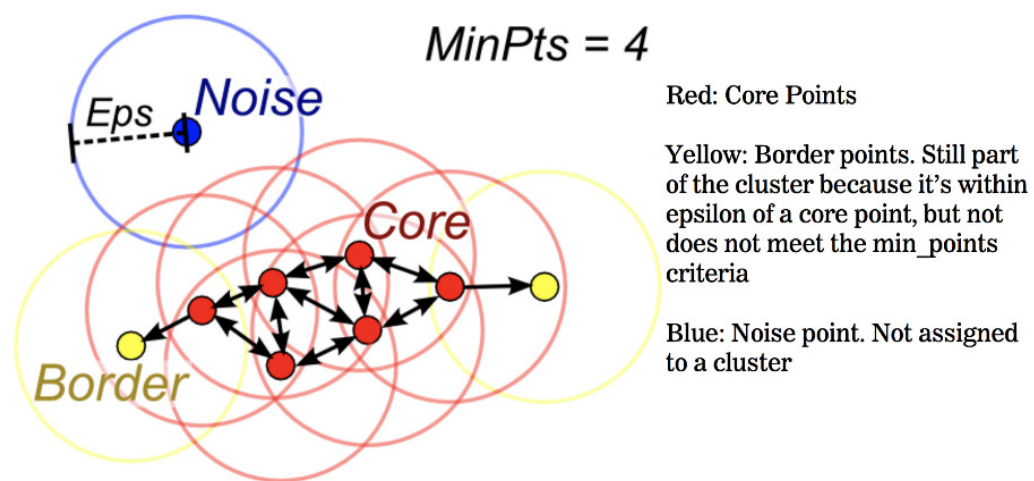 MinPts = 4
Eps
Noise
Core
Border
Red: Core Points
Yellow: Border points. Still part
of the cluster because it's within
epsilon of a core point, but not
does not meet the min_points
criteria
Blue: Noise point. Not assigned
to a cluster